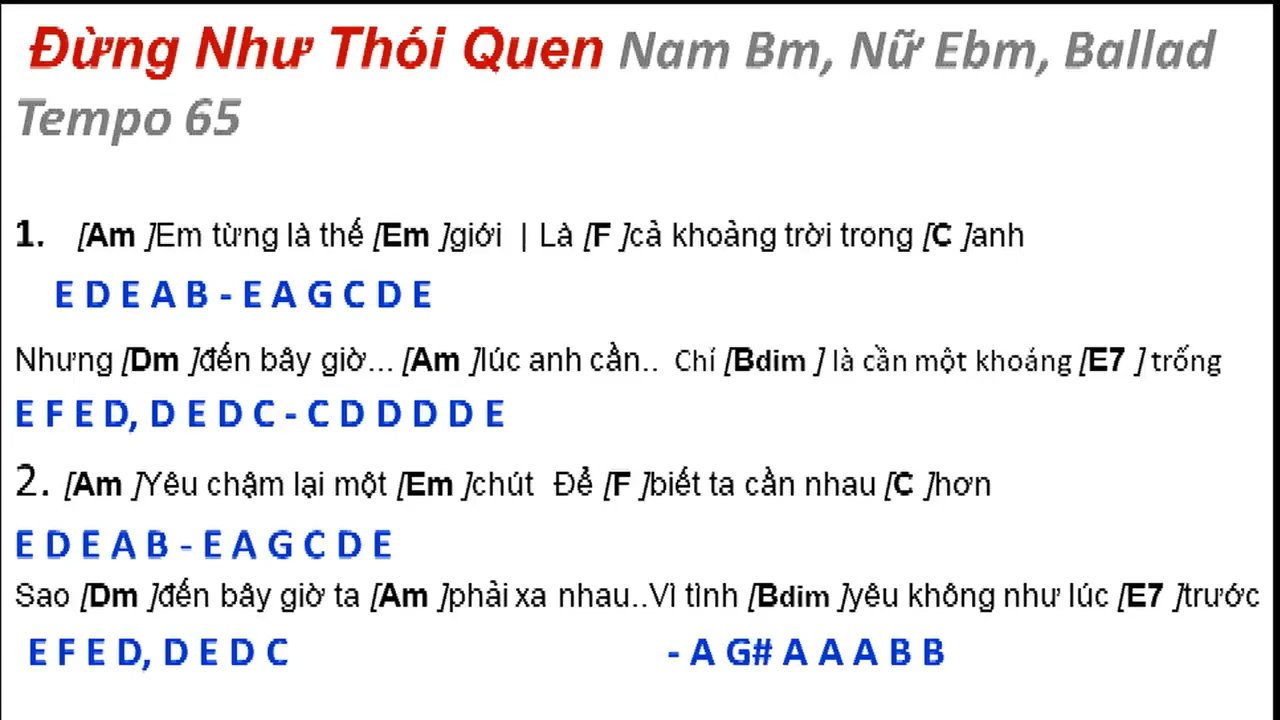 Đừng Như Thói Quen Nam Bm, Nữ Ebm, Ballad
Tempo 65
1. [Am ]Em từng là thế [Em ]giới | Là [F ]cả khoảng trời trong [C ]anh
E D E A B - E A G C D E
Nhưng [Dm ]đến bây giờ... [Am ]lúc anh cần.. Chí [Bdim ] là cần một khoáng [E7 ] trống
E F E D, D E D C - C D D D D E
2. [Am ]Yêu chậm lại một [Em ]chút Để [F ]biết ta cần nhau [C ]hơn
E D E A B - E A G C D E
Sao [Dm ]đến bây giờ ta [Am ]phải xa nhau..Vì tình [Bdim ]yêu không như lúc [E7 ]trước
E F E D, D E D C - A G# A A A B B